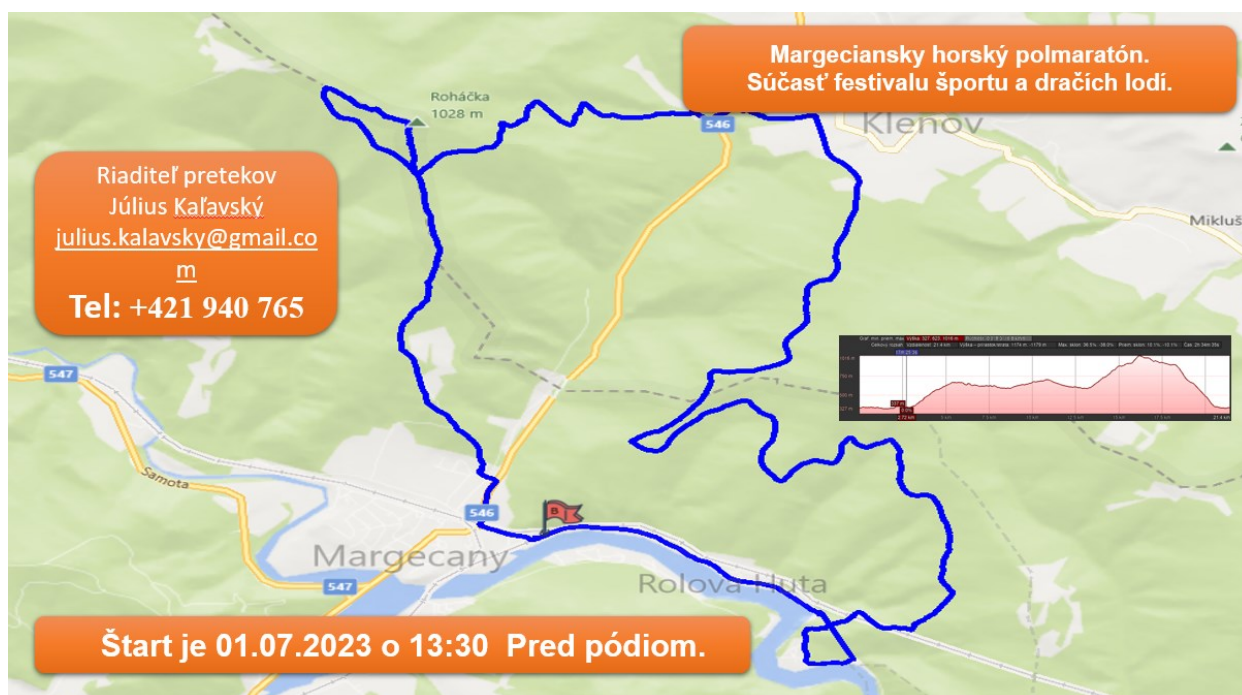 Margeciansky horský polmaratón.
Súčasť festivalu športu a dračích lodí.
Roháčka
1028 m
546
Klenov
Riaditeľ pretekov
Július Kaľavský
julius.kalavsky@gmail.co
m
Tel: +421 940 765
Mikluš
547
Samota
546
B
Margecany
547
Rolova Huta
Štart je 01.07.2023 o 13:30 Pred pódiom.